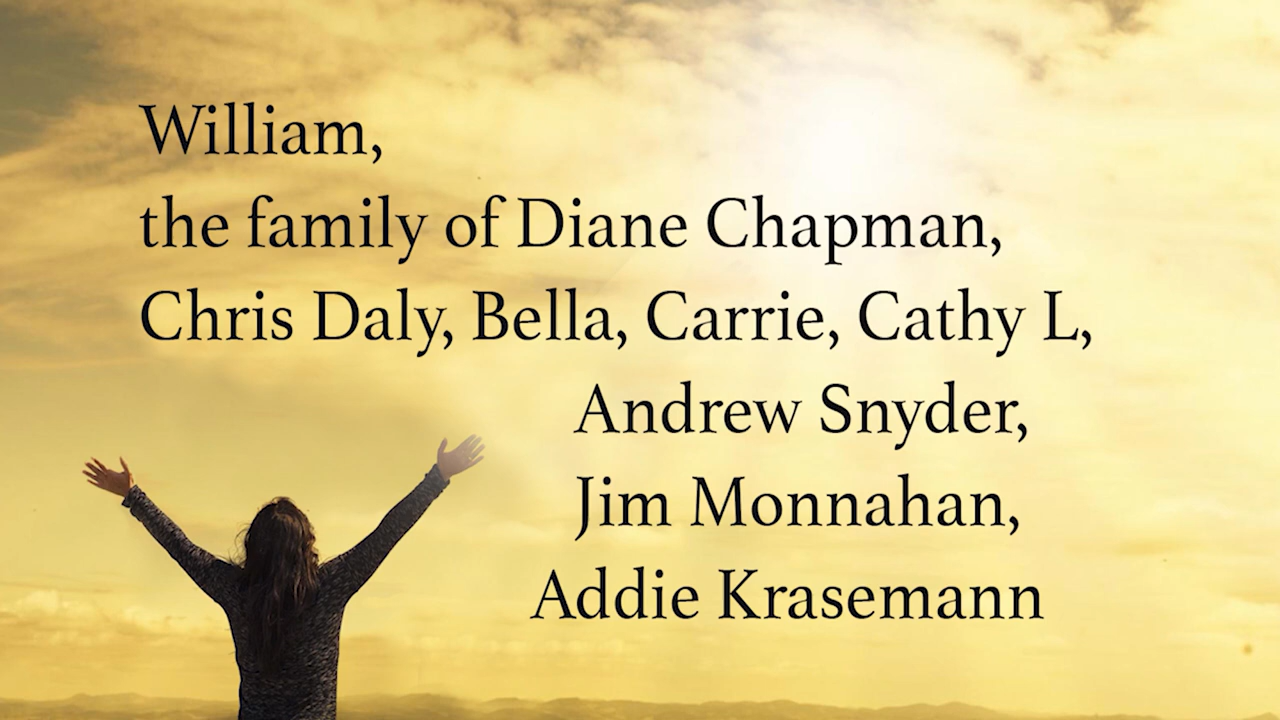 William,
the family of Diane Chapman,
Chris Daly, Bella, Carrie, Cathy L,
Andrew Snyder,
Jim Monnahan,
Addie Krasemann